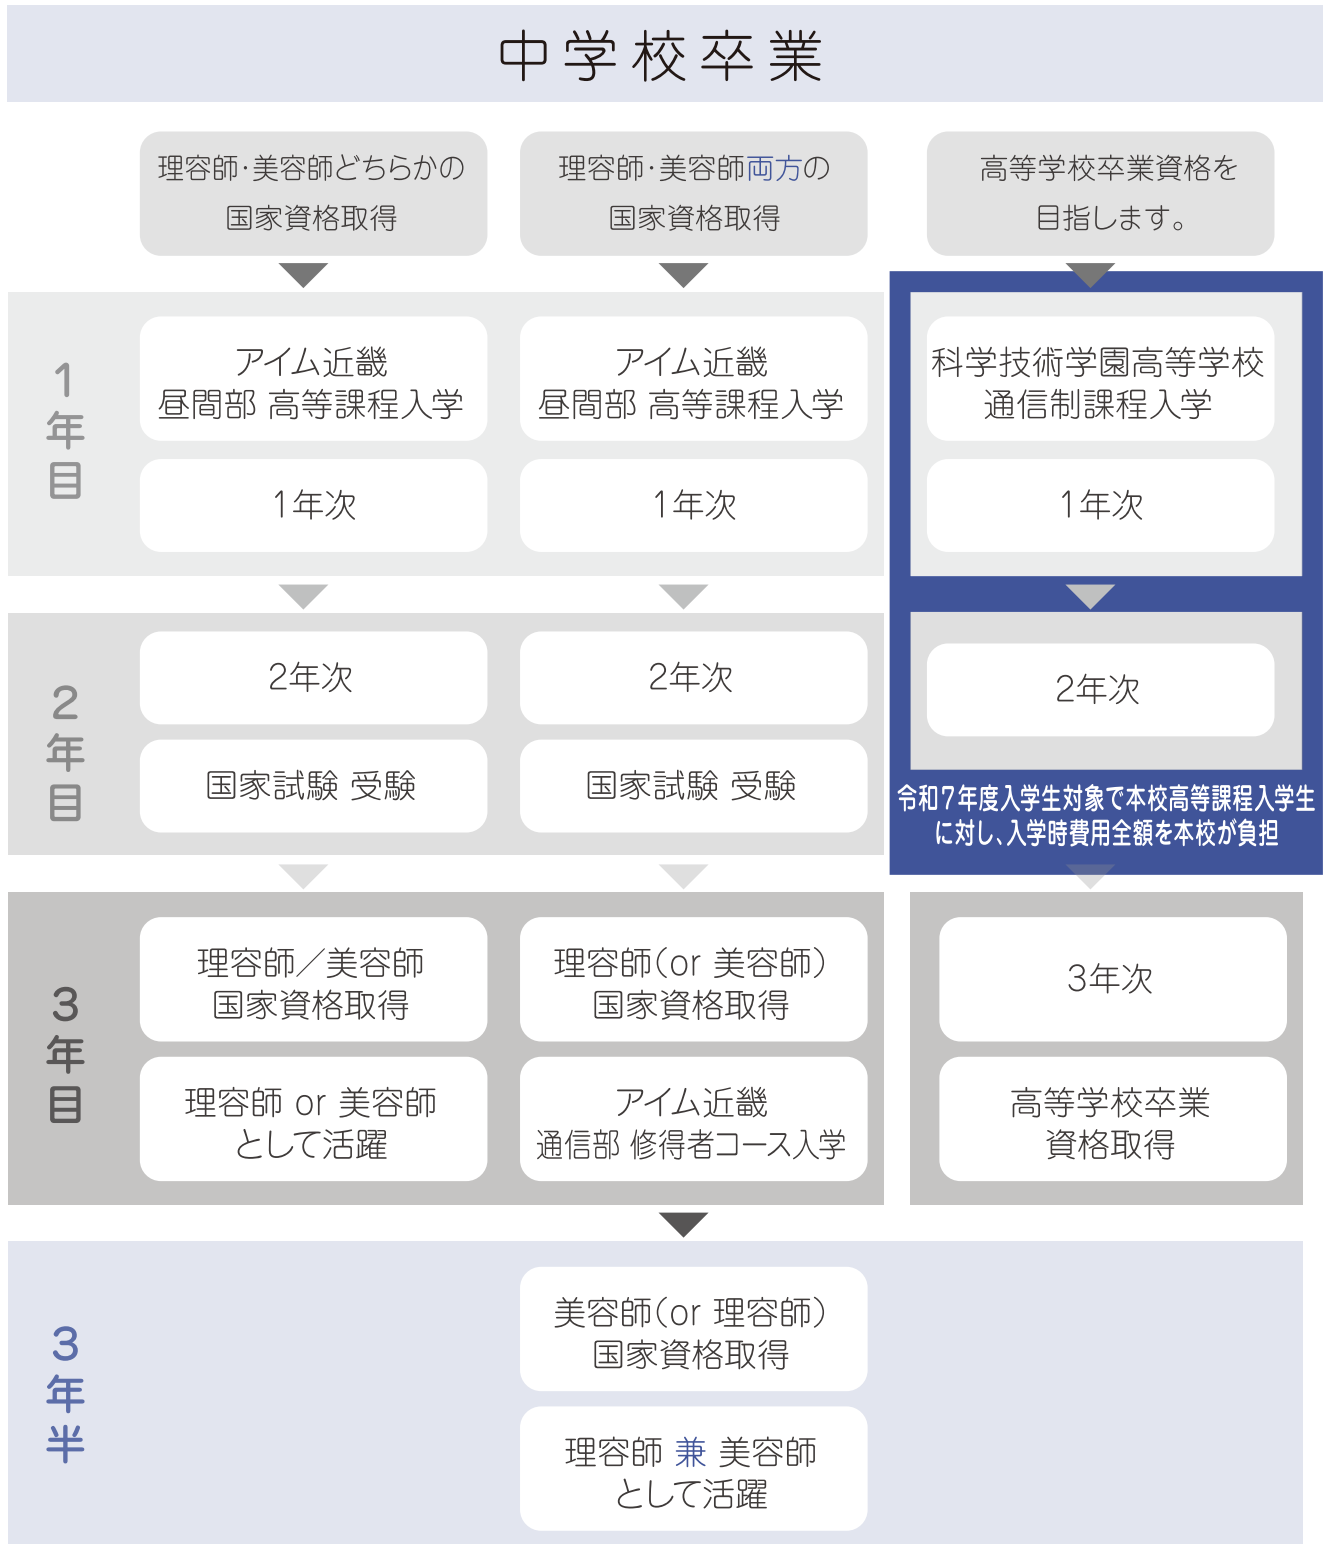 中学校卒業
理容師・美容師どちらかの
国家資格取得
理容師・美容師両方の
国家資格取得
高等学校卒業資格を
目指します。
1年目
アイム近畿
昼間部 高等課程入学
1年次
アイム近畿
昼間部 高等課程入学
1年次
科学技術学園高等学校
通信制課程入学
1年次
2年目
2年次
国家試験 受験
2年次
国家試験 受験
2年次
令和7年度入学生対象で本校高等課程入学生
に対し、入学時費用全額を本校が負担
3年目
理容師／美容師
国家資格取得
理容師 or 美容師
として活躍
理容師(or 美容師)
国家資格取得
アイム近畿
通信部 修得者コース入学
3年次
高等学校卒業
資格取得
3年半
美容師(or 理容師)
国家資格取得
理容師 兼 美容師
として活躍